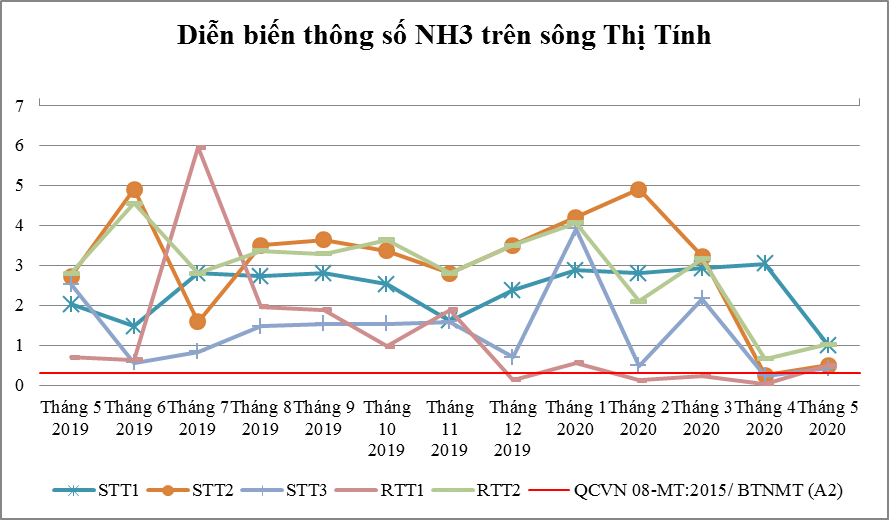 Diễn biến thông số NH3 trên sông Thị Tính
7
6
5
4
3
2
1
0
Tháng 5 2019
Tháng 6 2019
Tháng 7 2019
Tháng 8 2019
Tháng 9 2019
Tháng 10 2019
Tháng 11 2019
Tháng 12 2019
Tháng 1 2020
Tháng 2 2020
Tháng 3 2020
Tháng 4 2020
Tháng 5 2020
STT1 STT2 STT3 RTT1 RTT2 QCVN 08-MT:2015/ BTNMT (A2)